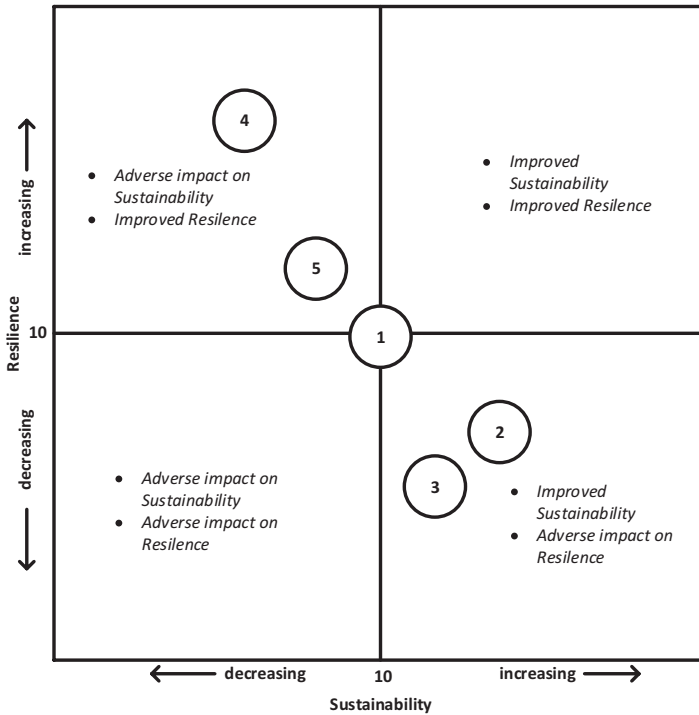 4
• Adverse impact on
Sustainability
• Improved Resilence
• Improved
Sustainability
• Improved Resilence
5
increasing
Resilience
10
decreasing
1
2
3
• Adverse impact on
Sustainability
• Adverse impact on
Resilence
• Improved
Sustainability
• Adverse impact on
Resilence
decreasing
10
increasing
Sustainability